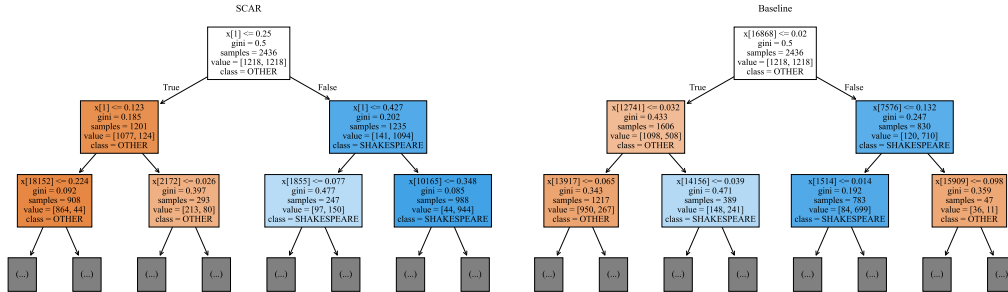 SCAR
x[1] <= 0.25
gini = 0.5
samples = 2436
value = [1218, 1218]
class = OTHER
True
False
x[1] <= 0.123
gini = 0.185
samples = 1201
value = [1077, 124]
class = OTHER
x[1] <= 0.427
gini = 0.202
samples = 1235
value = [141, 1094]
class = SHAKESPEARE
x[18152] <= 0.224
gini = 0.092
samples = 908
value = [864, 44]
class = OTHER
x[2172] <= 0.026
gini = 0.397
samples = 293
value = [213, 80]
class = OTHER
x[1855] <= 0.077
gini = 0.477
samples = 247
value = [97, 150]
class = SHAKESPEARE
x[10165] <= 0.348
gini = 0.085
samples = 988
value = [44, 944]
class = SHAKESPEARE
(...)
(...)
(...)
(...)
(...)
(...)
(...)
(...)
Baseline
x[16868] <= 0.02
gini = 0.5
samples = 2436
value = [1218, 1218]
class = OTHER
True
False
x[12741] <= 0.032
gini = 0.433
samples = 1606
value = [1098, 508]
class = OTHER
x[7576] <= 0.132
gini = 0.247
samples = 830
value = [120, 710]
class = SHAKESPEARE
x[13917] <= 0.065
gini = 0.343
samples = 1217
value = [950, 267]
class = OTHER
x[14156] <= 0.039
gini = 0.471
samples = 389
value = [148, 241]
class = SHAKESPEARE
x[1514] <= 0.014
gini = 0.192
samples = 783
value = [84, 699]
class = SHAKESPEARE
x[15909] <= 0.098
gini = 0.359
samples = 47
value = [36, 11]
class = OTHER
(...)
(...)
(...)
(...)
(...)
(...)
(...)
(...)